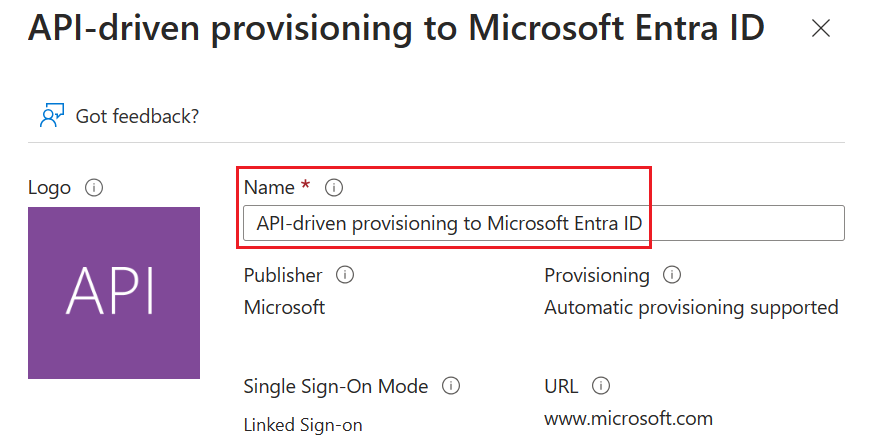 API-driven provisioning to Microsoft Entra ID
Got feedback?
Logo
Name *
API
API-driven provisioning to Microsoft Entra ID
Publisher
Provisioning
Microsoft
Automatic provisioning supported
Single Sign-On Mode
URL
Linked Sign-on
www.microsoft.com